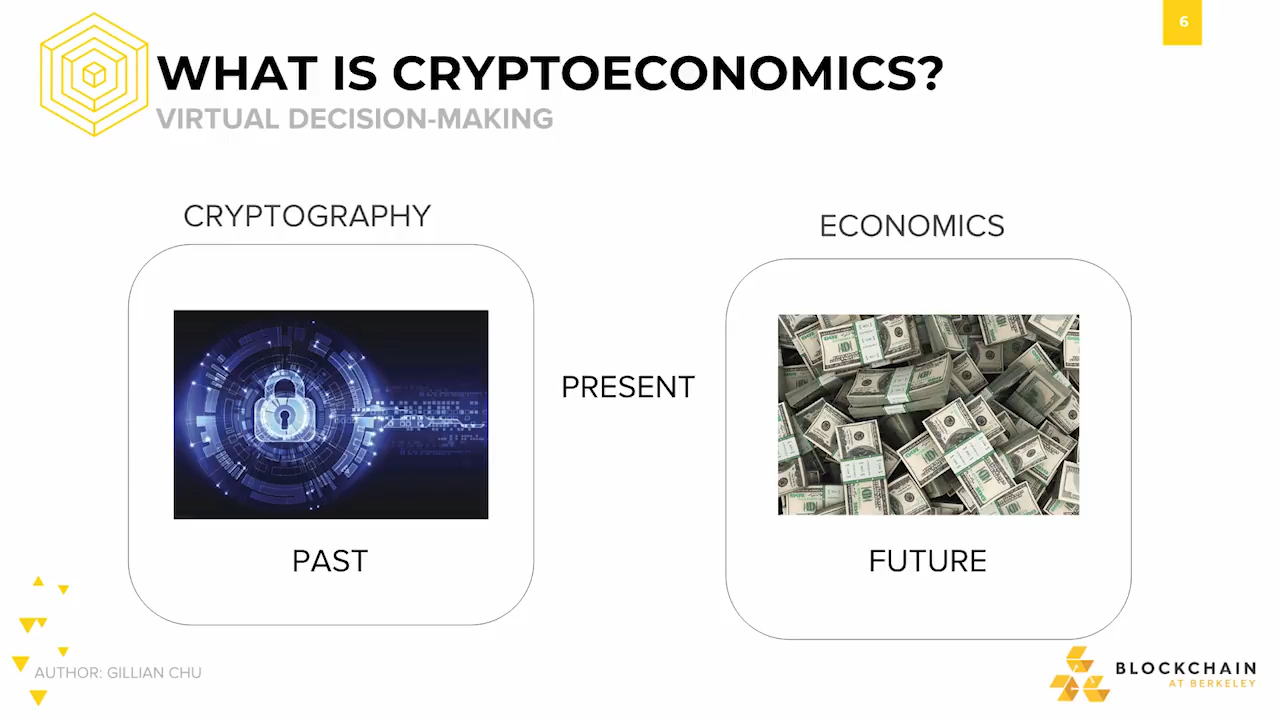 6
WHAT IS CRYPTOECONOMICS?
VIRTUAL DECISION-MAKING
CRYPTOGRAPHY
ECONOMICS
PRESENT
PAST
FUTURE
AUTHOR: GILLIAN CHU
BLOCKCHAIN
AT BERKELEY